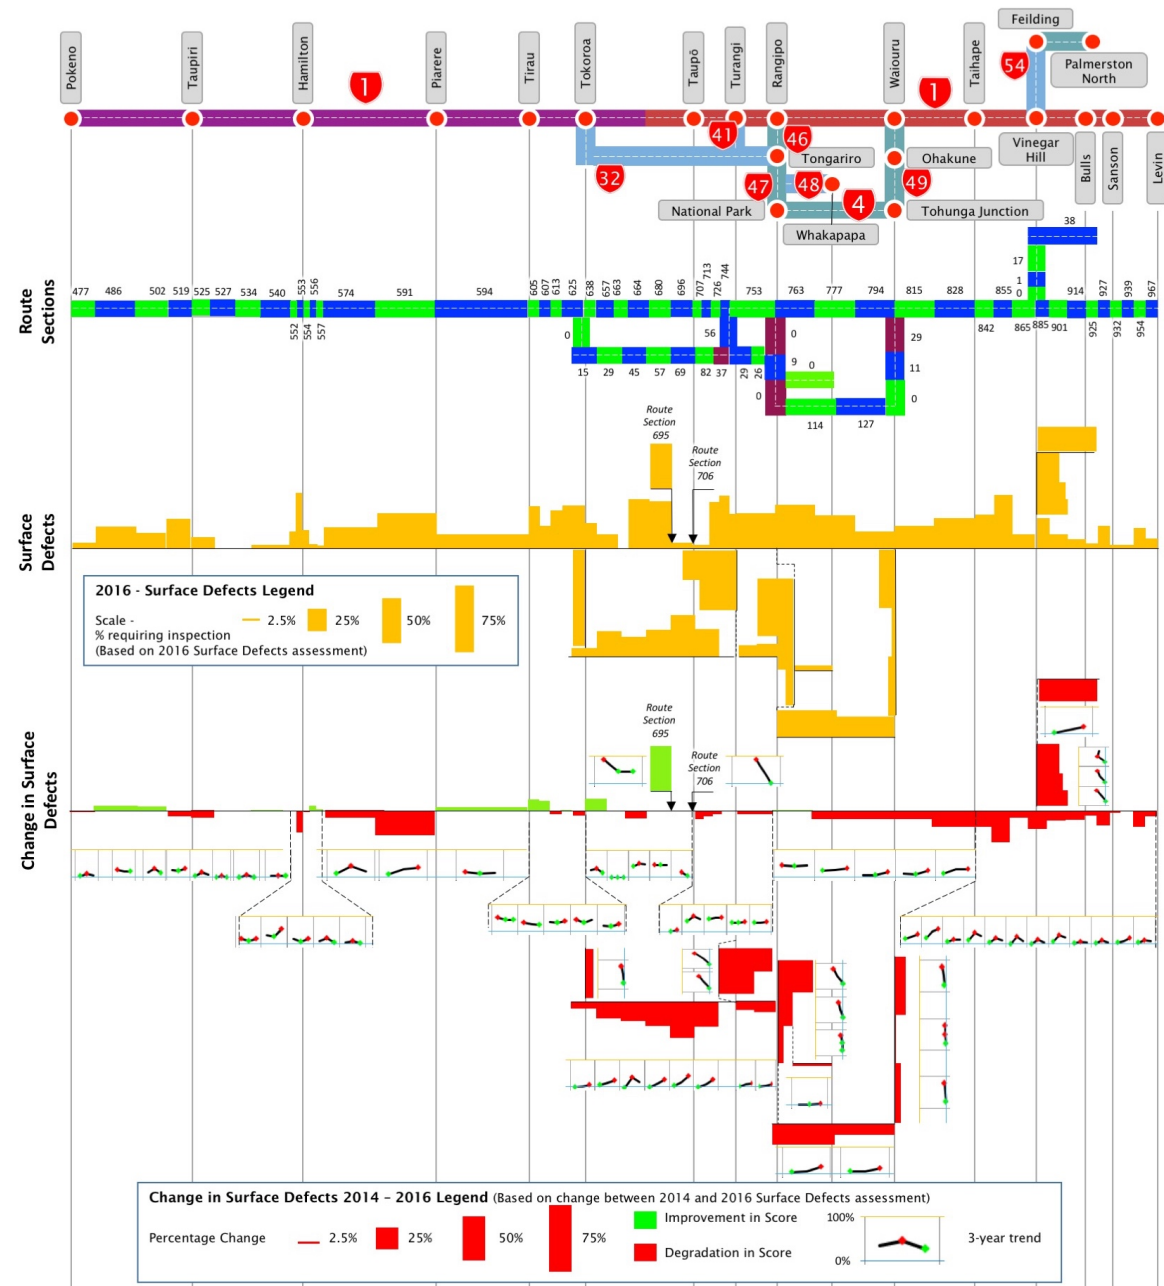 Pokeno
Taupiri
Hamilton
Piarere
Tirau
Tokoroa
Taupō
Turangi
Rangipo
Waiouru
Taihape
Feilding
Palmerston
North
54
1
1
41
46
32
47
48
4
49
Tongariro
Ohakune
National Park
Tohunga Junction
Whakapapa
Vinegar
Hill
Bulls
Sanson
Levin
Route
Sections
477
486
502
519
525
527
534
540
552
553
554
556
557
574
591
594
605
607
613
625
638
657
663
664
680
696
707
713
726
744
753
763
777
794
815
828
842
855
865
885
901
914
925
927
932
939
954
967
38
17
1
0
0
56
15
29
45
57
69
82
37
29
26
0
9
0
0
114
127
29
11
0
Surface
Defects
Route
Section
695
Route
Section
706
2016 - Surface Defects Legend
Scale -
% requiring inspection
(Based on 2016 Surface Defects assessment)
2.5%
25%
50%
75%
Change in Surface
Defects
Route
Section
695
Route
Section
706
Change in Surface Defects 2014 – 2016 Legend (Based on change between 2014 and 2016 Surface Defects assessment)
Percentage Change
2.5%
25%
50%
75%
Improvement in Score
Degradation in Score
100%
0%
3-year trend